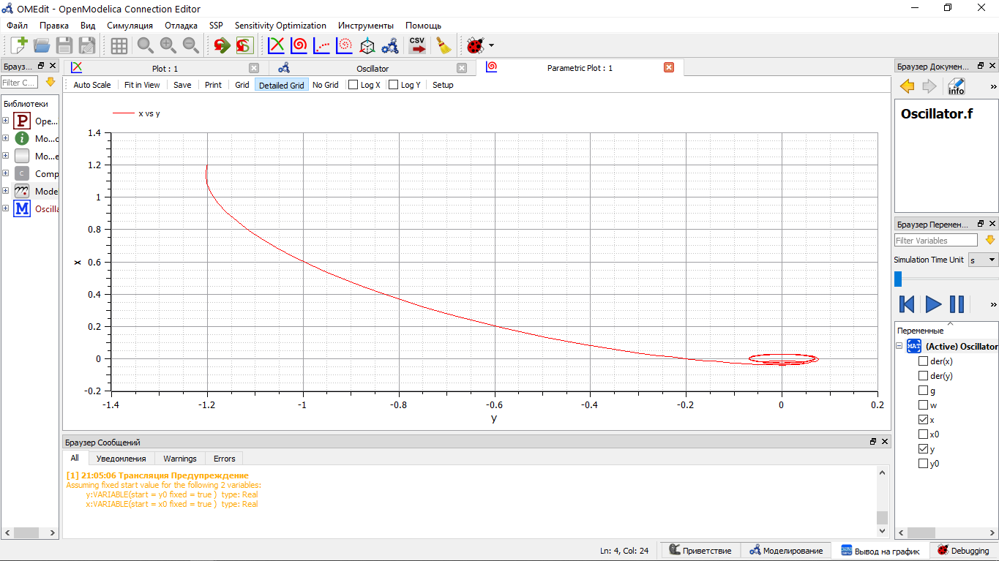 OMEdit - OpenModelica Connection Editor
Файл Правка Вид Симуляция Отладка SSP Sensitivity Optimization Инструменты Помощь
CSV
Брауз...
Plot : 1
Oscillator
Parametric Plot : 1
Браузер Докумен...
Filter C...
Auto Scale Fit in View Save Print Grid Detailed Grid No Grid Log X Log Y Setup
info
»
Библиотеки
P Ope...
i Mo...c
Mo...e
C Comp
Mode
M Oscilla
Oscillator.f
x vs y
1.4
1.2
1
0.8
0.6
0.4
0.2
0
-0.2
x
-1.4 -1.2 -1 -0.8 -0.6 -0.4 -0.2 0 0.2
y
Браузер Перемен...
Filter Variables
Simulation Time Unit s
»
Переменные
MAT (Active) Oscillator
der(x)
der(y)
g
w
x
x0
y
y0
Браузер Сообщений
All Уведомления Warnings Errors
[1] 21:05:06 Трансляция Предупреждение
Assuming fixed start value for the following 2 variables:
y:VARIABLE(start = y0 fixed = true ) type: Real
x:VARIABLE(start = x0 fixed = true ) type: Real
Ln: 4, Col: 24 Приветствие Моделирование Вывод на график Debugging